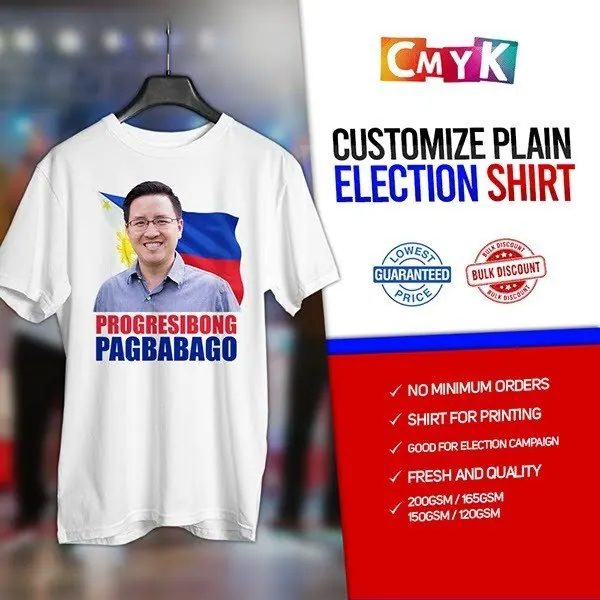 CMYK
CUSTOMIZE PLAIN
ELECTION SHIRT
LOWEST
GUARANTEED
PRICE
BULK DISCOUNT
BULK DISCOUNT
BULK DISCOUNT
PROGRESIBONG
PAGBABAGO
NO MINIMUM ORDERS
SHIRT FOR PRINTING
GOOD FOR ELECTION CAMPAIGN
FRESH AND QUALITY
200GSM / 165GSM
150GSM / 120GSM